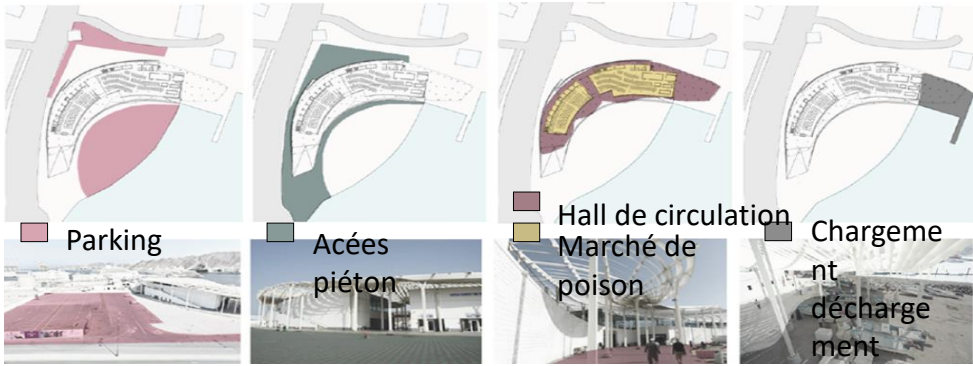 Parking
Acées
piéton
Hall de circulation
Marché de
poison
Chargeme
nt
décharge
ment